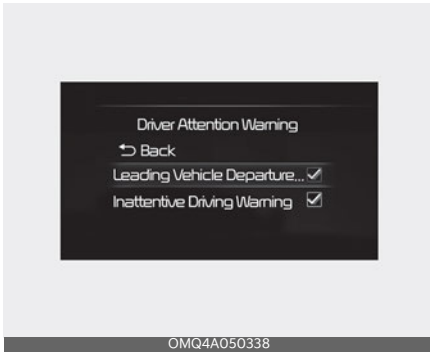 Driver Attention Warning
Back
Leading Vehicle Departure...
Inattentive Driving Warning
OMQ4A050338